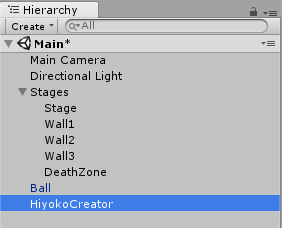 Hierarchy
Create All
Main*
Main Camera
Directional Light
Stages
Stage
Wall1
Wall2
Wall3
DeathZone
Ball
HiyokoCreator